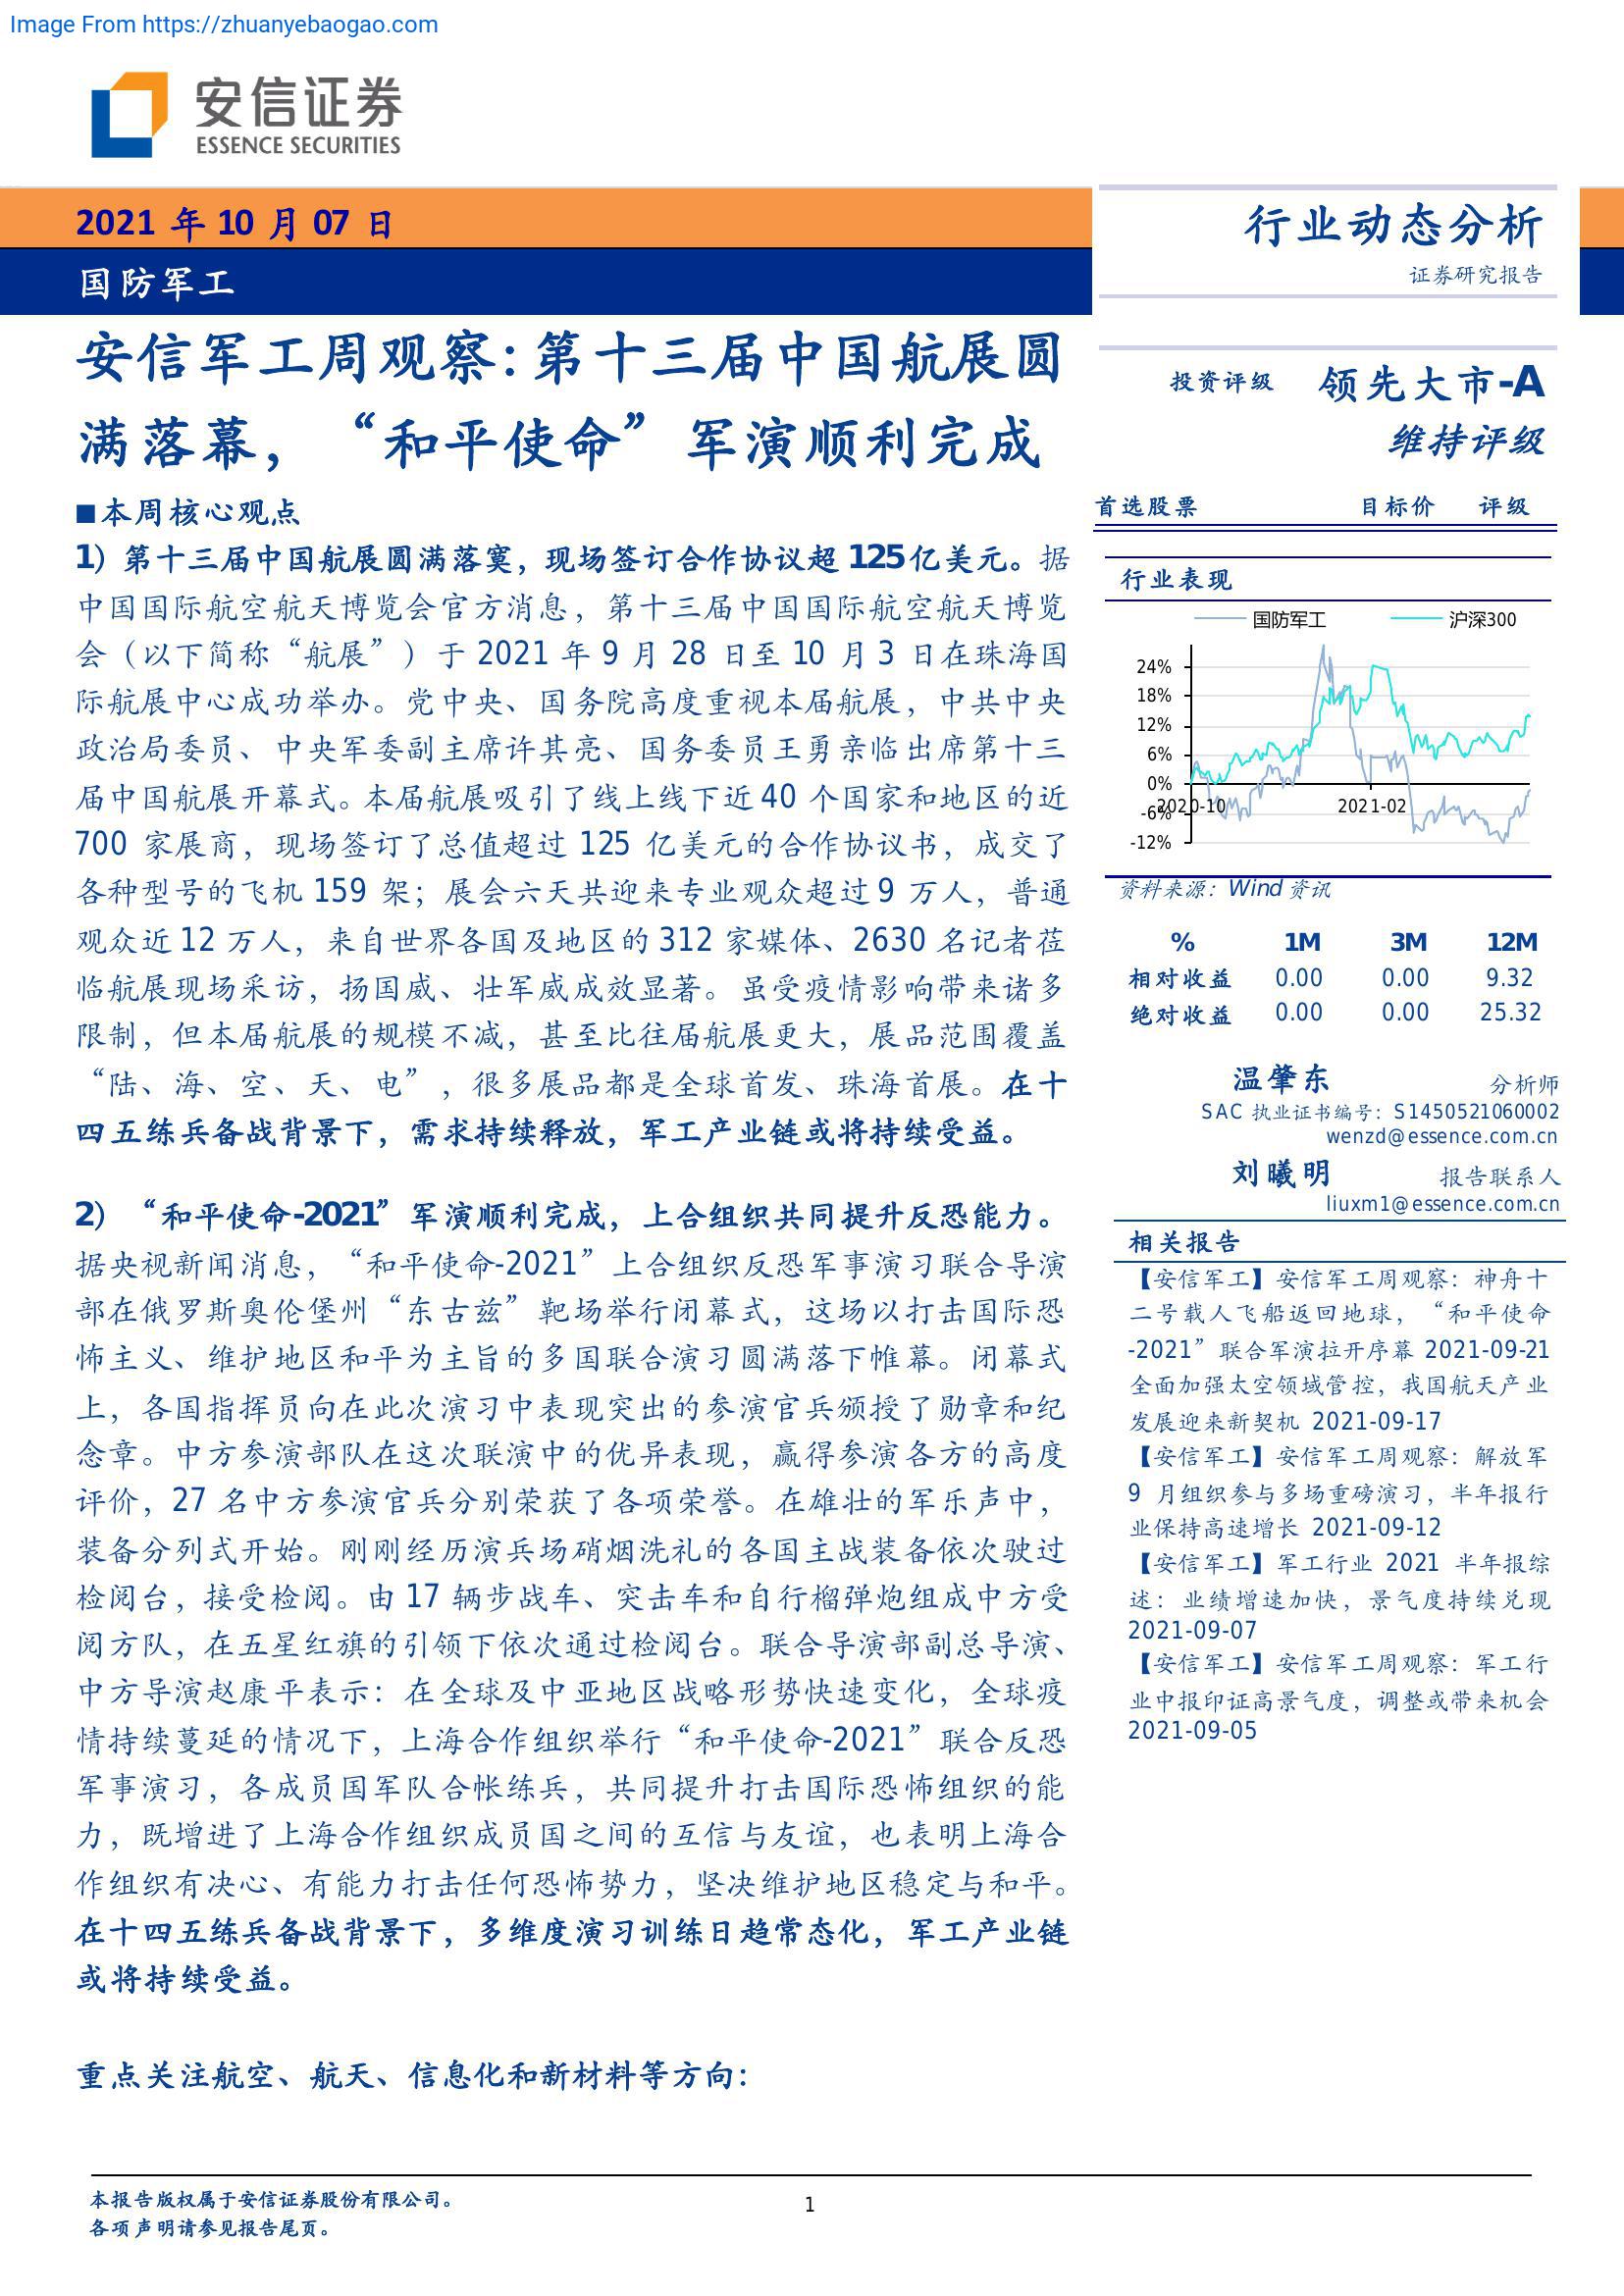 Image From https://zhuanyebaogao.com
安信证券
ESSENCE SECURITIES
2021 年 10 月 07 日
国防军工
安信军工周观察：第十三届中国航展圆
满落幕，“和平使命”军演顺利完成
■本周核心观点
1）第十三届中国航展圆满落寞，现场签订合作协议超 125亿美元。据
中国国际航空航天博览会官方消息，第十三届中国国际航空航天博览
会（以下简称“航展”）于 2021 年 9 月 28 日至 10 月 3 日在珠海国
际航展中心成功举办。党中央、国务院高度重视本届航展，中共中央
政治局委员、中央军委副主席许其亮、国务委员王勇亲临出席第十三
届中国航展开幕式。本届航展吸引了线上线下近 40 个国家和地区的近
700 家展商，现场签订了总值超过 125 亿美元的合作协议书，成交了
各种型号的飞机 159 架；展会六天共迎来专业观众超过 9 万人，普通
观众近 12 万人，来自世界各国及地区的 312 家媒体、2630 名记者莅
临航展现场采访，扬国威、壮军威成效显著。虽受疫情影响带来诸多
限制，但本届航展的规模不减，甚至比往届航展更大，展品范围覆盖
“陆、海、空、天、电”，很多展品都是全球首发、珠海首展。在十
四五练兵备战背景下，需求持续释放，军工产业链或将持续受益。
2）“和平使命-2021”军演顺利完成，上合组织共同提升反恐能力。
据央视新闻消息，“和平使命-2021”上合组织反恐军事演习联合导演
部在俄罗斯奥伦堡州“东古兹”靶场举行闭幕式，这场以打击国际恐
怖主义、维护地区和平为主旨的多国联合演习圆满落下帷幕。闭幕式
上，各国指挥员向在此次演习中表现突出的参演官兵颁授了勋章和纪
念章。中方参演部队在这次联演中的优异表现，赢得参演各方的高度
评价，27 名中方参演官兵分别荣获了各项荣誉。在雄壮的军乐声中，
装备分列式开始。刚刚经历演兵场硝烟洗礼的各国主战装备依次驶过
检阅台，接受检阅。由 17 辆步战车、突击车和自行榴弹炮组成中方受
阅方队，在五星红旗的引领下依次通过检阅台。联合导演部副总导演、
中方导演赵康平表示：在全球及中亚地区战略形势快速变化，全球疫
情持续蔓延的情况下，上海合作组织举行“和平使命-2021”联合反恐
军事演习，各成员国军队合帐练兵，共同提升打击国际恐怖组织的能
力，既增进了上海合作组织成员国之间的互信与友谊，也表明上海合
作组织有决心、有能力打击任何恐怖势力，坚决维护地区稳定与和平。
在十四五练兵备战背景下，多维度演习训练日趋常态化，军工产业链
或将持续受益。
重点关注航空、航天、信息化和新材料等方向：
行业动态分析
证券研究报告
投资评级 领先大市-A
维持评级
首选股票 目标价 评级
行业表现
国防军工 沪深300
24%
18%
12%
6%
0%
-6%
-12%
2020-10 2021-02
资料来源：Wind 资讯
% 1M 3M 12M
相对收益 0.00 0.00 9.32
绝对收益 0.00 0.00 25.32
温肇东 分析师
SAC 执业证书编号：S1450521060002
wenzd@essence.com.cn
刘曦明 报告联系人
liuxm1@essence.com.cn
相关报告
【安信军工】安信军工周观察：神舟十
二号载人飞船返回地球，“和平使命
-2021”联合军演拉开序幕 2021-09-21
全面加强太空领域管控，我国航天产业
发展迎来新契机 2021-09-17
【安信军工】安信军工周观察：解放军
9 月组织参与多场重磅演习，半年报行
业保持高速增长 2021-09-12
【安信军工】军工行业 2021 半年报综
述：业绩增速加快，景气度持续兑现
2021-09-07
【安信军工】安信军工周观察：军工行
业中报印证高景气度，调整或带来机会
2021-09-05
本报告版权属于安信证券股份有限公司。
各项声明请参见报告尾页。
1